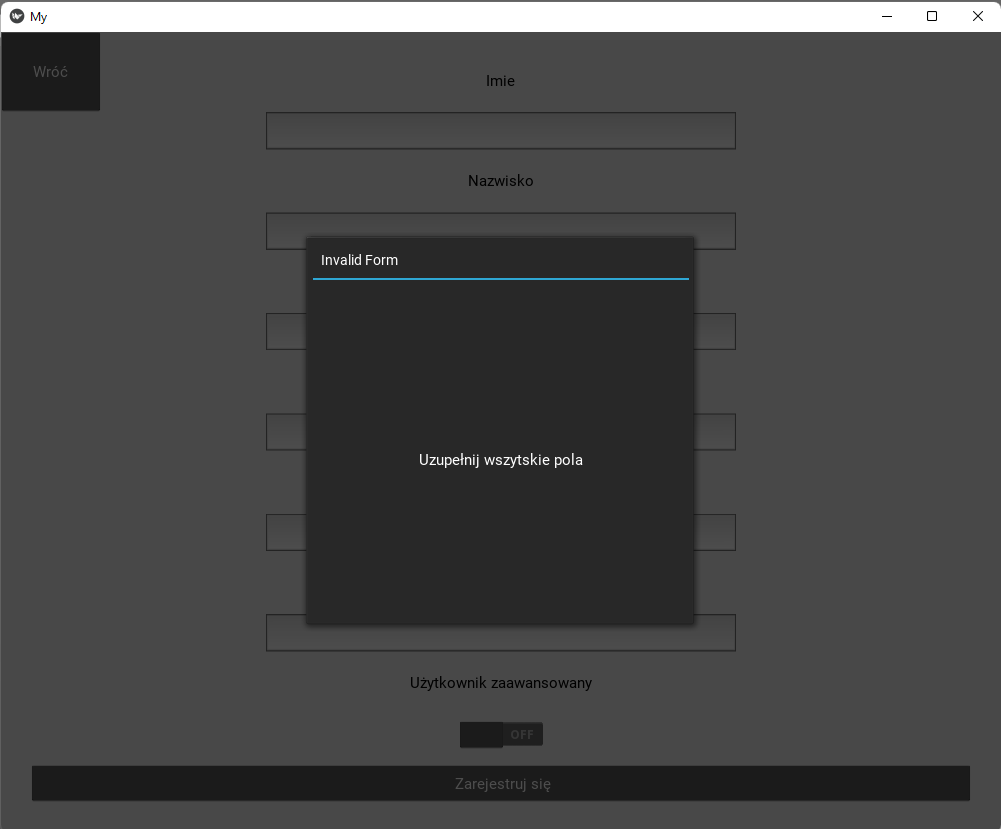 My
Wróć
Imie
Nazwisko
Invalid Form
Uzupełnij wszytskie pola
Użytkownik zaawansowany
OFF
Zarejestruj się